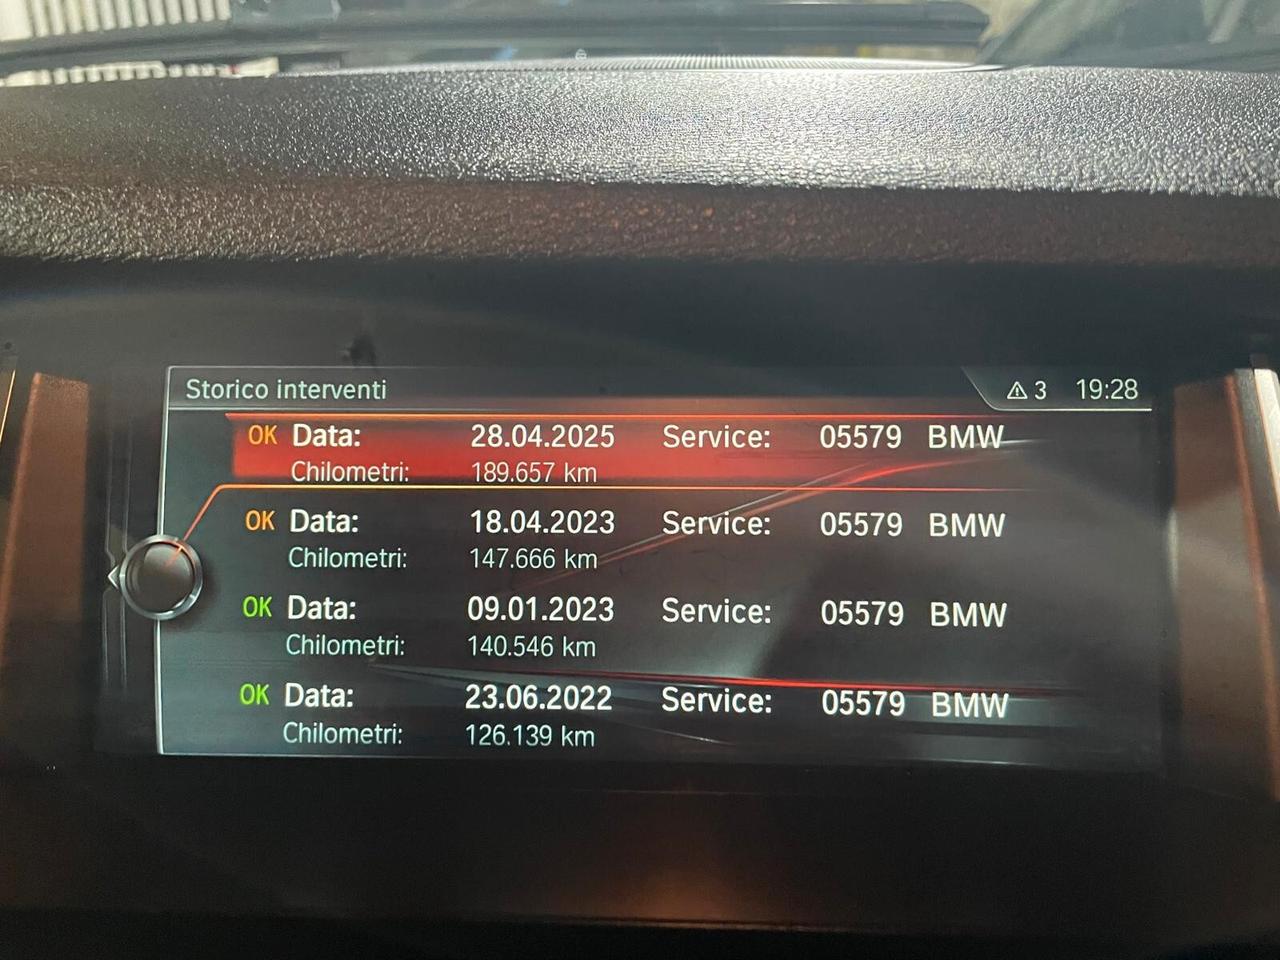 Storico interventi ⚠ 3 19:28
OK Data: 28.04.2025 Service: 05579 BMW
Chilometri: 189.657 km
OK Data: 18.04.2023 Service: 05579 BMW
Chilometri: 147.666 km
OK Data: 09.01.2023 Service: 05579 BMW
Chilometri: 140.546 km
OK Data: 23.06.2022 Service: 05579 BMW
Chilometri: 126.139 km